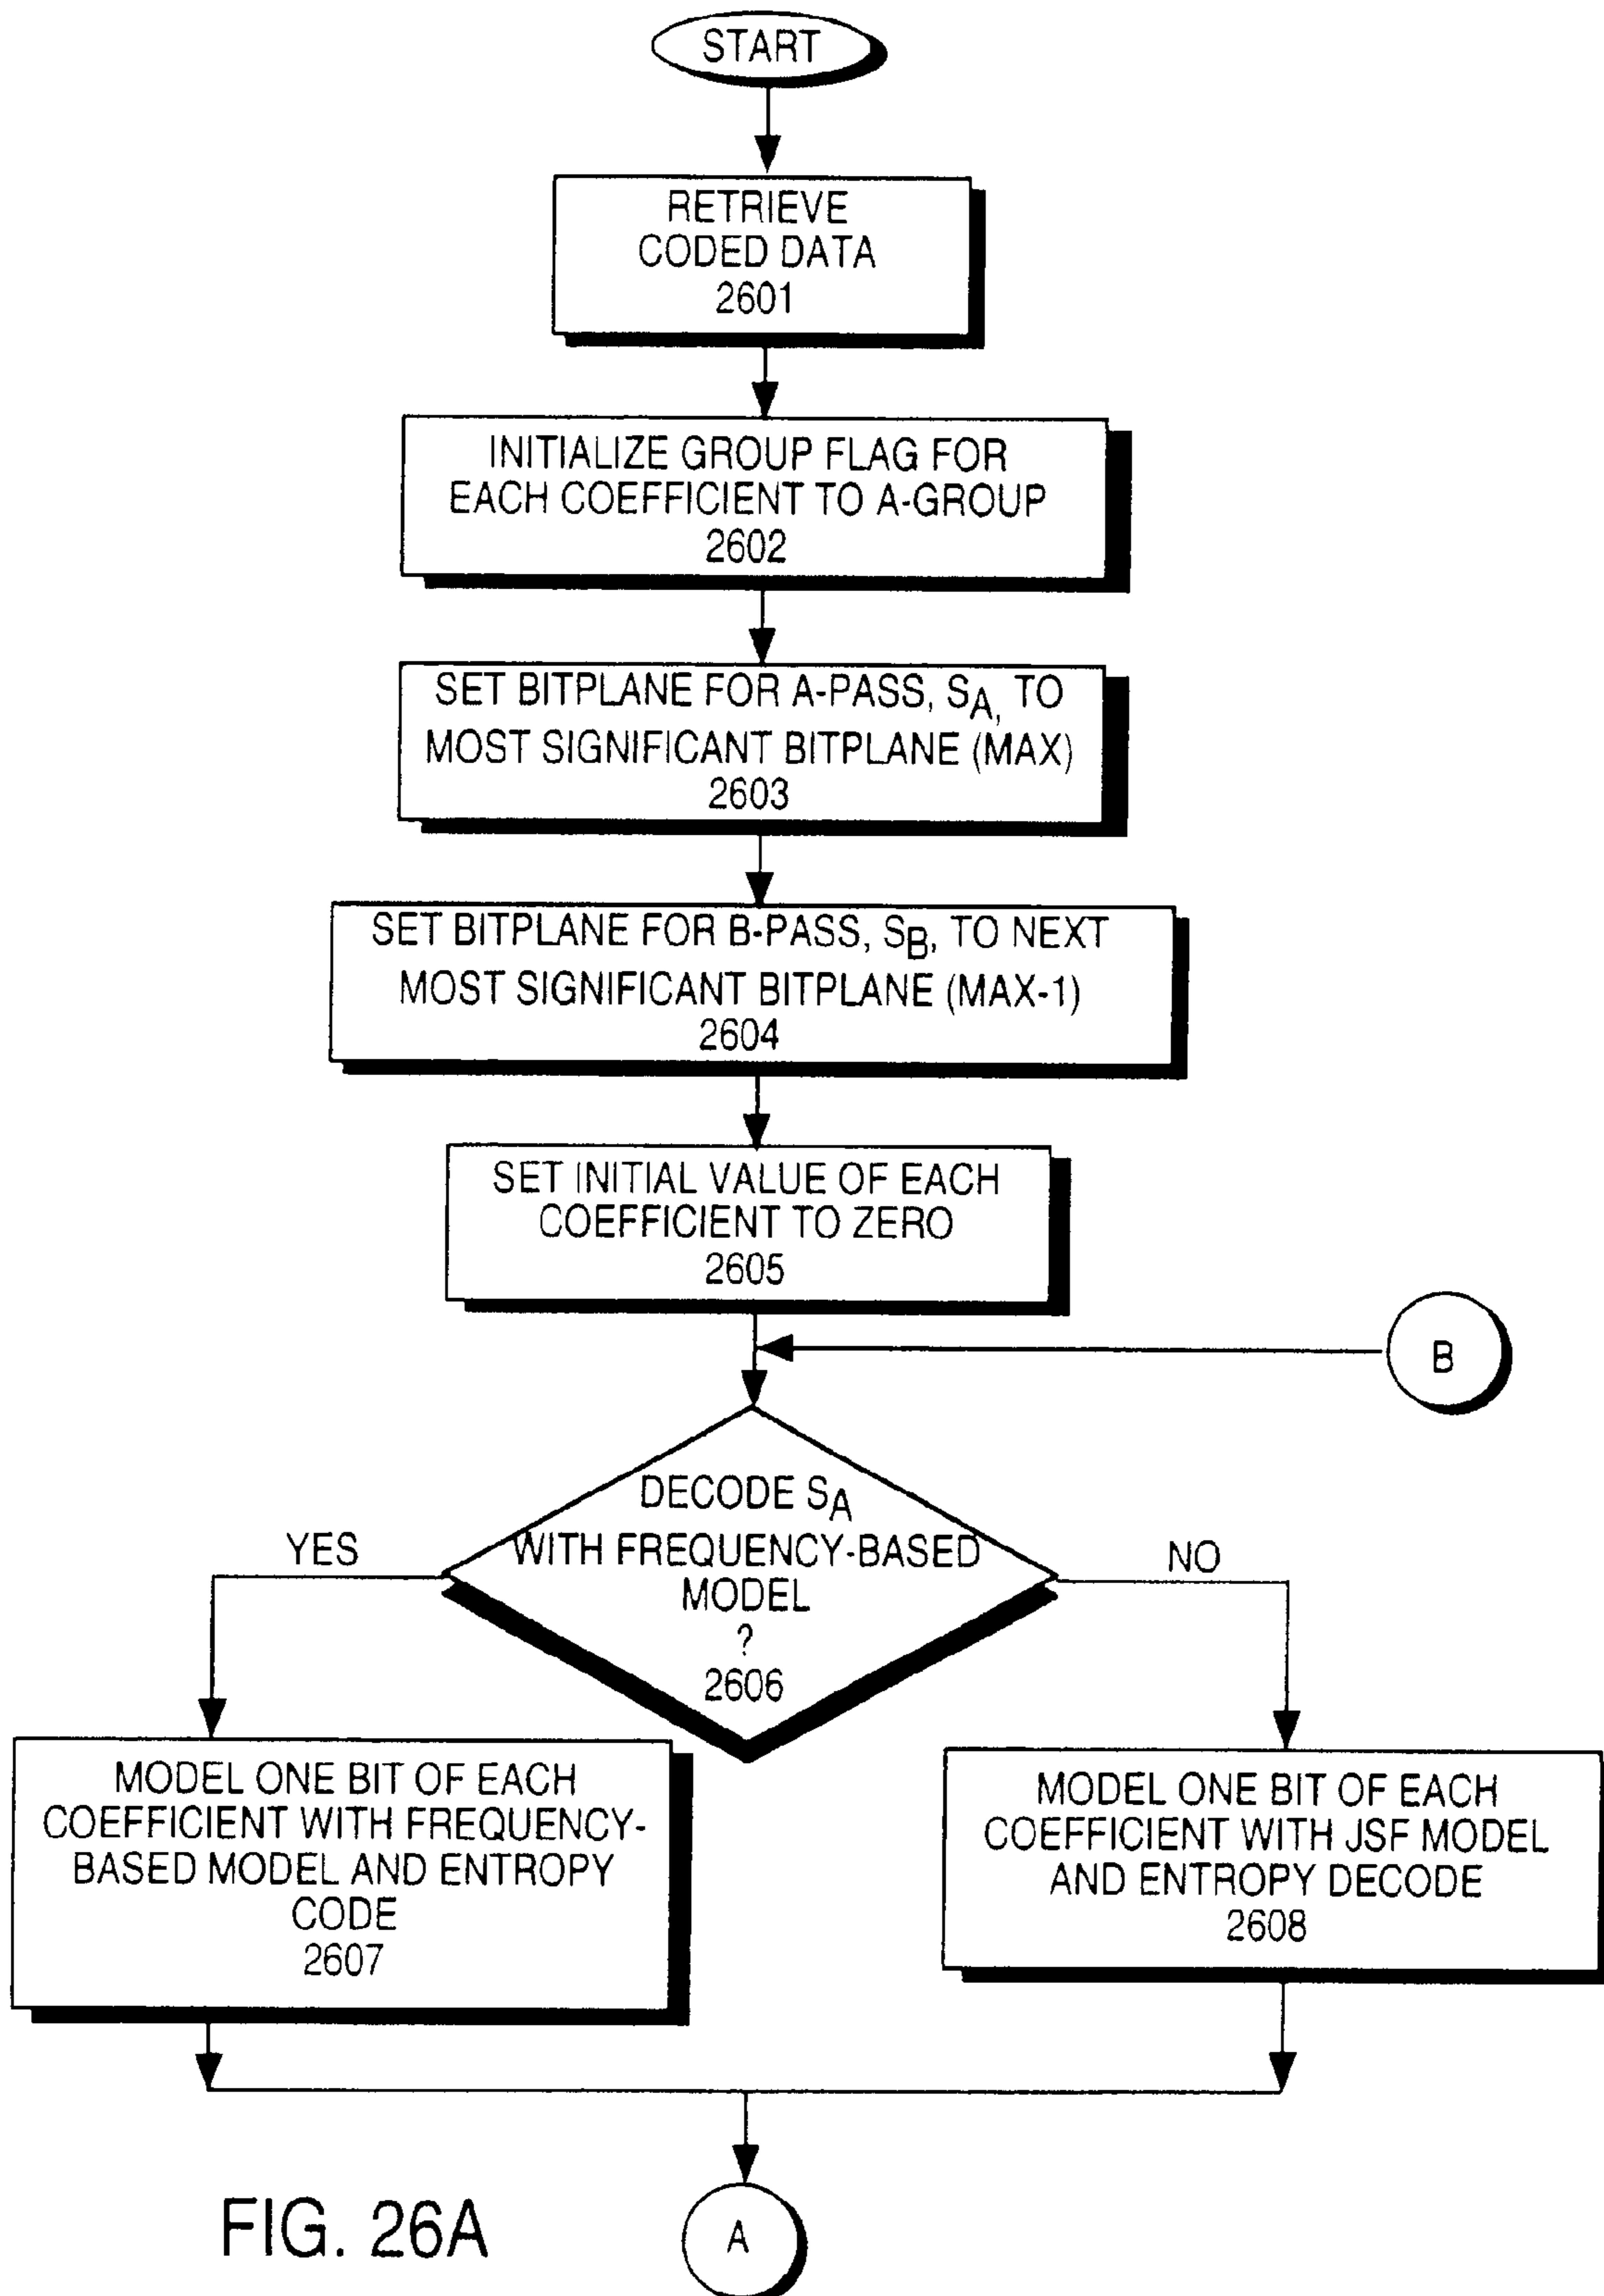 START
RETRIEVE
CODED DATA
2601
INITIALIZE GROUP FLAG FOR
EACH COEFFICIENT TO A-GROUP
2602
SET BITPLANE FOR A-PASS, SA, TO
MOST SIGNIFICANT BITPLANE (MAX)
2603
SET BITPLANE FOR B-PASS, SB, TO NEXT
MOST SIGNIFICANT BITPLANE (MAX-1)
2604
SET INITIAL VALUE OF EACH
COEFFICIENT TO ZERO
2605
B
DECODE SA
WITH FREQUENCY-BASED
MODEL
?
2606
YES
NO
MODEL ONE BIT OF EACH
COEFFICIENT WITH FREQUENCY-
BASED MODEL AND ENTROPY
CODE
2607
MODEL ONE BIT OF EACH
COEFFICIENT WITH JSF MODEL
AND ENTROPY DECODE
2608
FIG. 26A
A